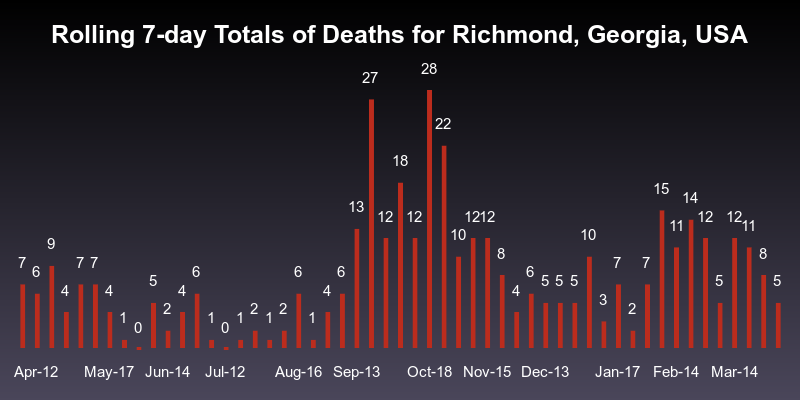 Rolling 7-day Totals of Deaths for Richmond, Georgia, USA
7 6 9 4 7 7 4 1 0 5 2 4 6 1 0 1 2 1 2 6 1 4 6 13 27 12 18 12 28 22 10 12 12 8 4 6 5 5 5 10 3 7 2 7 15 11 14 12 5 12 11 8 5
Apr-12 May-17 Jun-14 Jul-12 Aug-16 Sep-13 Oct-18 Nov-15 Dec-13 Jan-17 Feb-14 Mar-14